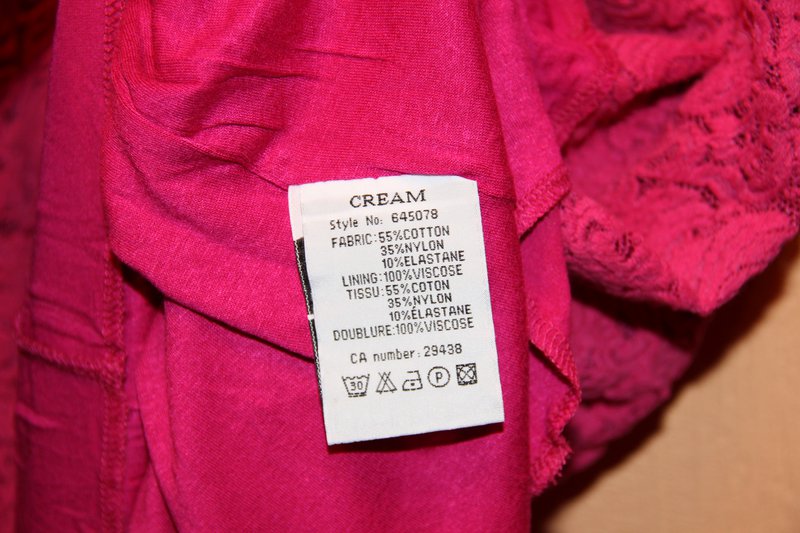 CREAM
Style No: 645078
FABRIC:55%COTTON
35%NYLON
10%ELASTANE
LINING:100%VISCOSE
TISSU:55%COTON
35%NYLON
10%ÉLASTANE
DOUBLURE:100%VISCOSE
CA number: 29438
30 P